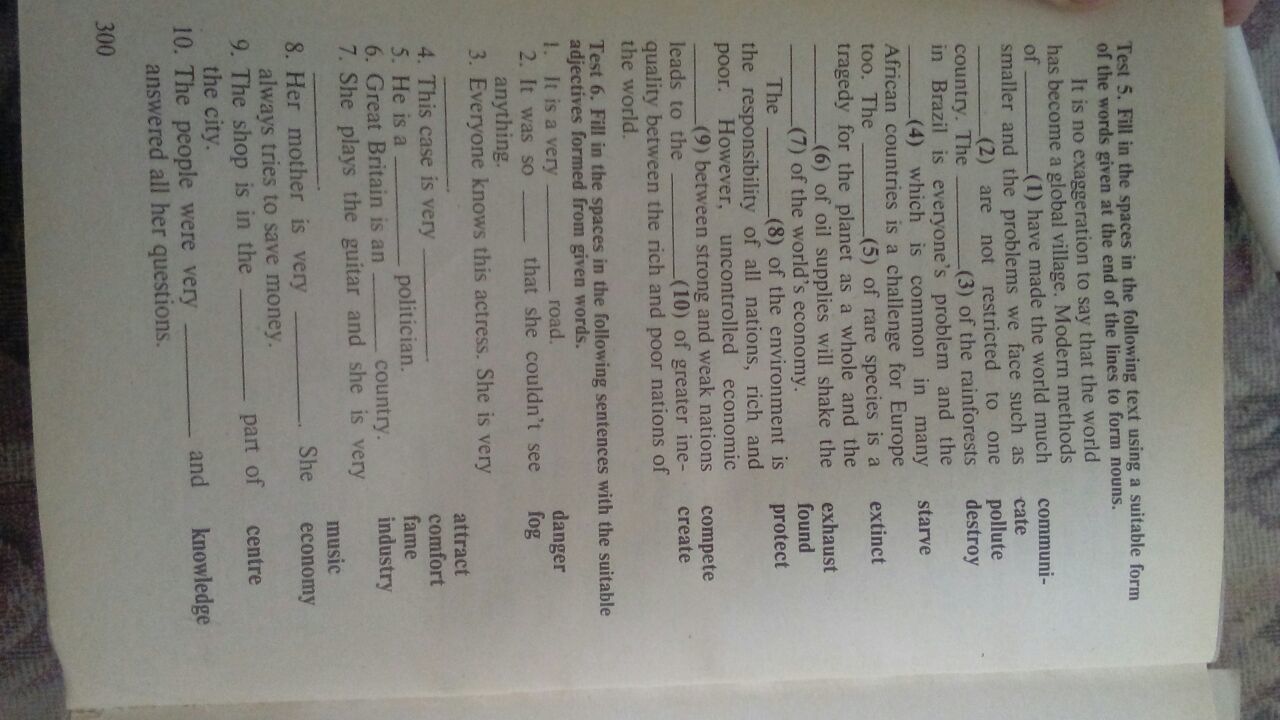 Test 5. Fill in the spaces in the following text using a suitable form
of the words given at the end of the lines to form nouns.
It is no exaggeration to say that the world
has become a global village. Modern methods
of ________(1) have made the world much communi-
smaller and the problems we face such as cate
________(2) are not restricted to one pollute
country. The ________(3) of the rainforests destroy
in Brazil is everyone's problem and the
________(4) which is common in many starve
African countries is a challenge for Europe
too. The ________(5) of rare species is a extinct
tragedy for the planet as a whole and the
________(6) of oil supplies will shake the exhaust
________(7) of the world's economy. found
The ________(8) of the environment is protect
the responsibility of all nations, rich and
poor. However, uncontrolled economic
________(9) between strong and weak nations compete
leads to the ________(10) of greater ine-
quality between the rich and poor nations of create
the world.
Test 6. Fill in the spaces in the following sentences with the suitable
adjectives formed from given words.
1. It is a very ________ road. danger
2. It was so ____ that she couldn't see fog
anything.
3. Everyone knows this actress. She is very
________. attract
4. This case is very ________. comfort
5. He is a ________ politician. fame
6. Great Britain is an ________ country. industry
7. She plays the guitar and she is very
________. music
8. Her mother is very ________. She economy
always tries to save money.
9. The shop is in the ________ part of centre
the city.
10. The people were very ________ and knowledge
answered all her questions.
300